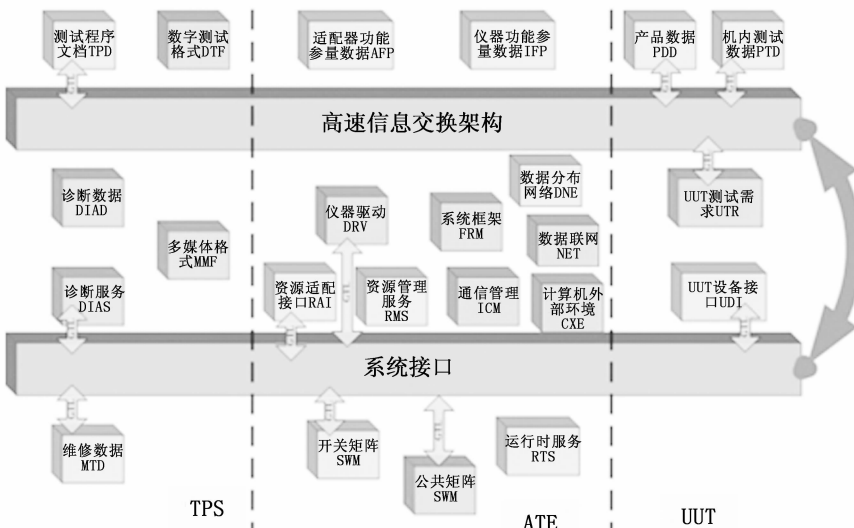 测试程序
文档TPD
数字测试
格式DTF
适配器功能
参量数据AFP
仪器功能参
量数据IFP
产品数据
PDD
机内测试
数据PTD
高速信息交换架构
诊断数据
DIAD
多媒体格
式MMF
仪器驱动
DRV
系统框架
FRM
数据分布
网络DNE
数据联网
NET
UUT测试需
求UTR
诊断服务
DIAS
资源适配
接口RAI
资源管理
服务
RMS
通信管理
ICM
计算机外
部环境
CXE
UUT设备接
口UDI
系统接口
维修数据
MTD
开关矩阵
SWM
公共矩阵
SWM
运行时服务
RTS
TPS
ATE
UUT